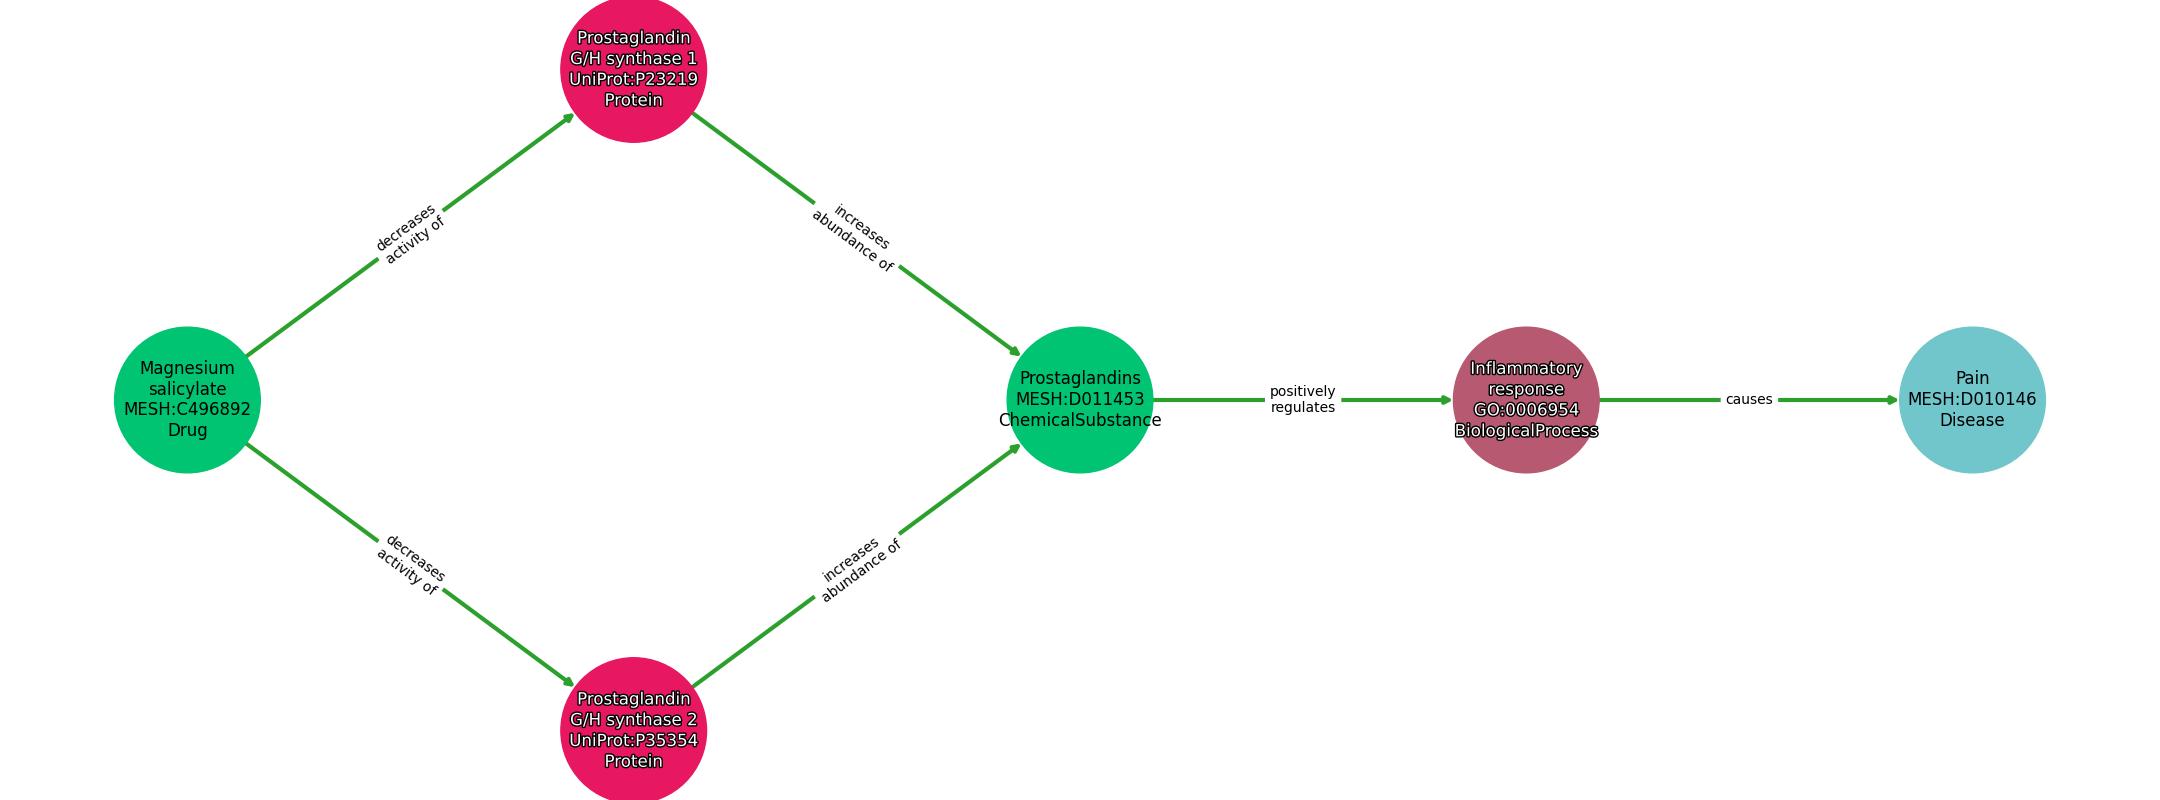 Prostaglandin
G/H synthase 1
UniProt:P23219
Protein
decreases
activity of
increases
abundance of
Magnesium
salicylate
MESH:C496892
Drug
Prostaglandins
MESH:D011453
ChemicalSubstance
positively
regulates
Inflammatory
response
GO:0006954
BiologicalProcess
causes
Pain
MESH:D010146
Disease
decreases
activity of
increases
abundance of
Prostaglandin
G/H synthase 2
UniProt:P35354
Protein